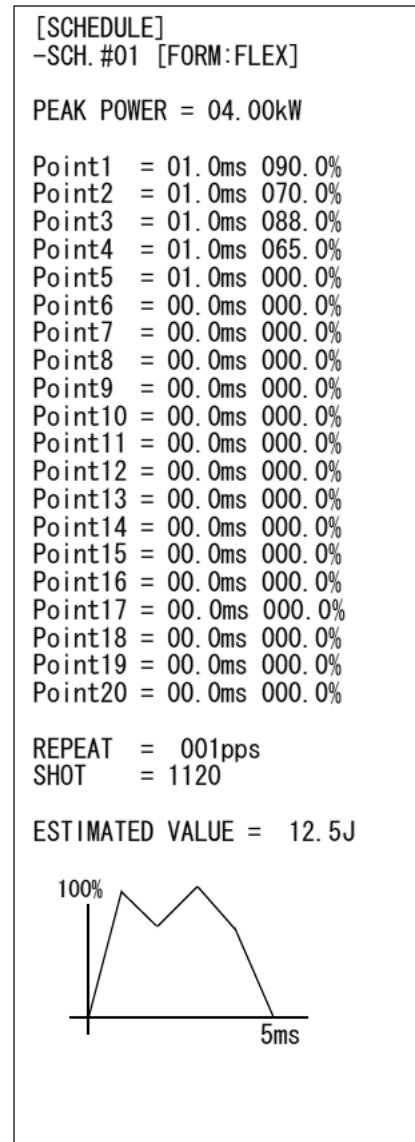 [SCHEDULE]
-SCH.#01 [FORM:FLEX]
PEAK POWER = 04.00kW
Point1 = 01.0ms 090.0%
Point2 = 01.0ms 070.0%
Point3 = 01.0ms 088.0%
Point4 = 01.0ms 065.0%
Point5 = 01.0ms 000.0%
Point6 = 00.0ms 000.0%
Point7 = 00.0ms 000.0%
Point8 = 00.0ms 000.0%
Point9 = 00.0ms 000.0%
Point10 = 00.0ms 000.0%
Point11 = 00.0ms 000.0%
Point12 = 00.0ms 000.0%
Point13 = 00.0ms 000.0%
Point14 = 00.0ms 000.0%
Point15 = 00.0ms 000.0%
Point16 = 00.0ms 000.0%
Point17 = 00.0ms 000.0%
Point18 = 00.0ms 000.0%
Point19 = 00.0ms 000.0%
Point20 = 00.0ms 000.0%
REPEAT = 001pps
SHOT = 1120
ESTIMATED VALUE = 12.5J
100%
5ms